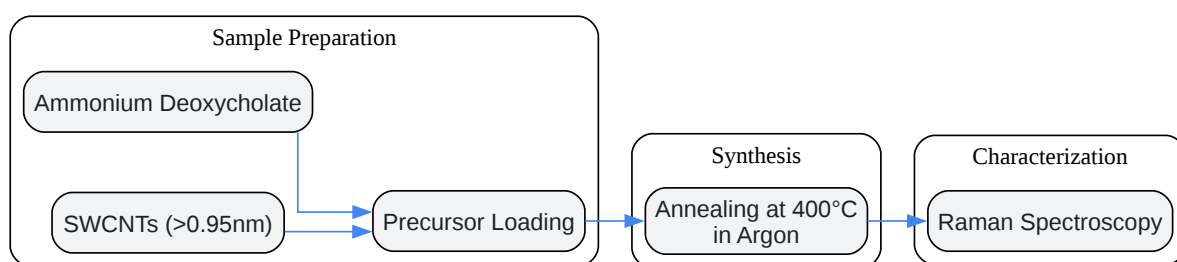 Sample Preparation
Ammonium Deoxycholate
SWCNTs (>0.95nm)
Precursor Loading
Synthesis
Annealing at 400°C
in Argon
Characterization
Raman Spectroscopy